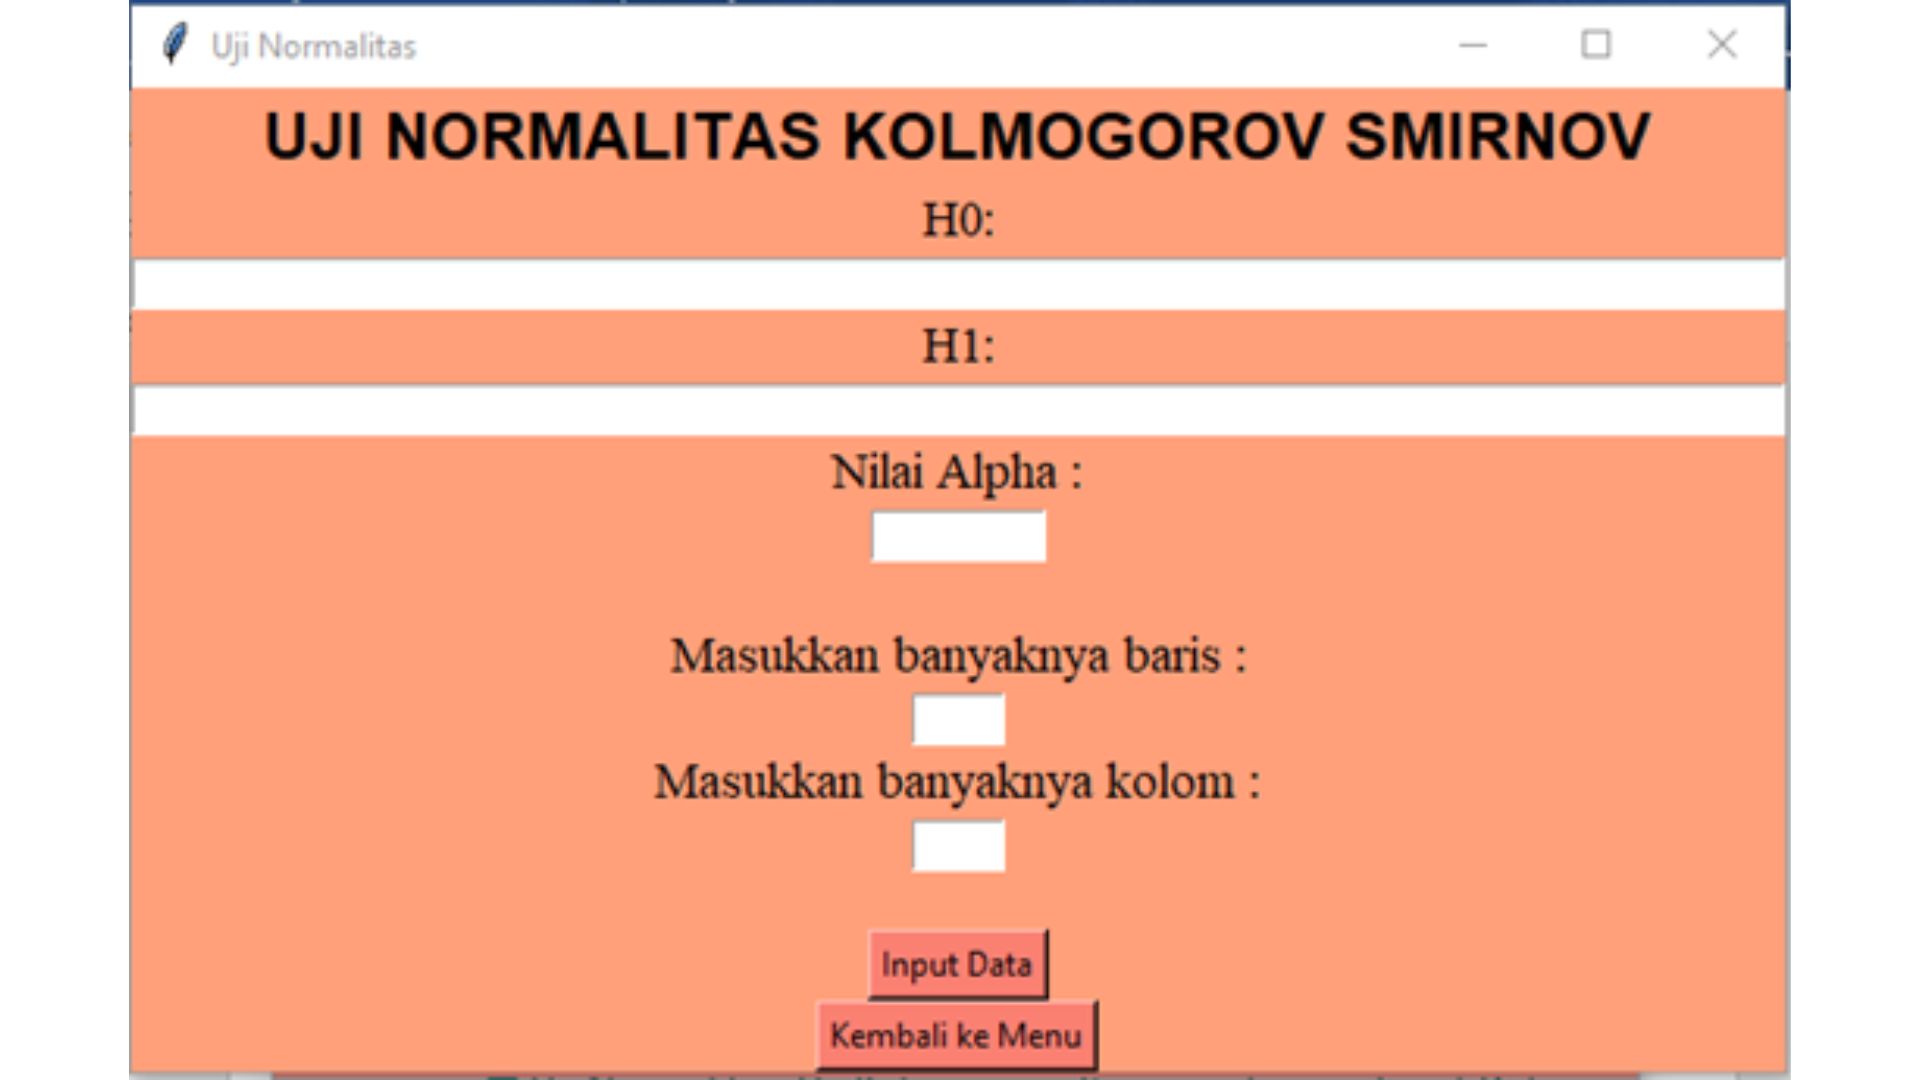 Uji Normalitas
UJI NORMALITAS KOLMOGOROV SMIRNOV
H0:
H1:
Nilai Alpha :
Masukkan banyaknya baris :
Masukkan banyaknya kolom :
Input Data
Kembali ke Menu